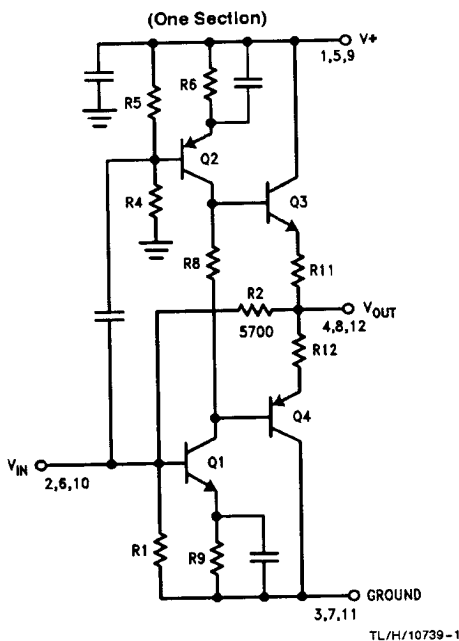 (One Section)
V+
1,5,9
R6
R5
Q2
Q3
R4
R8
R11
R2
5700
VOUT
4,8,12
R12
Q4
VIN
2,6,10
Q1
R1
R9
GROUND
3,7,11
TL/H/10739-1